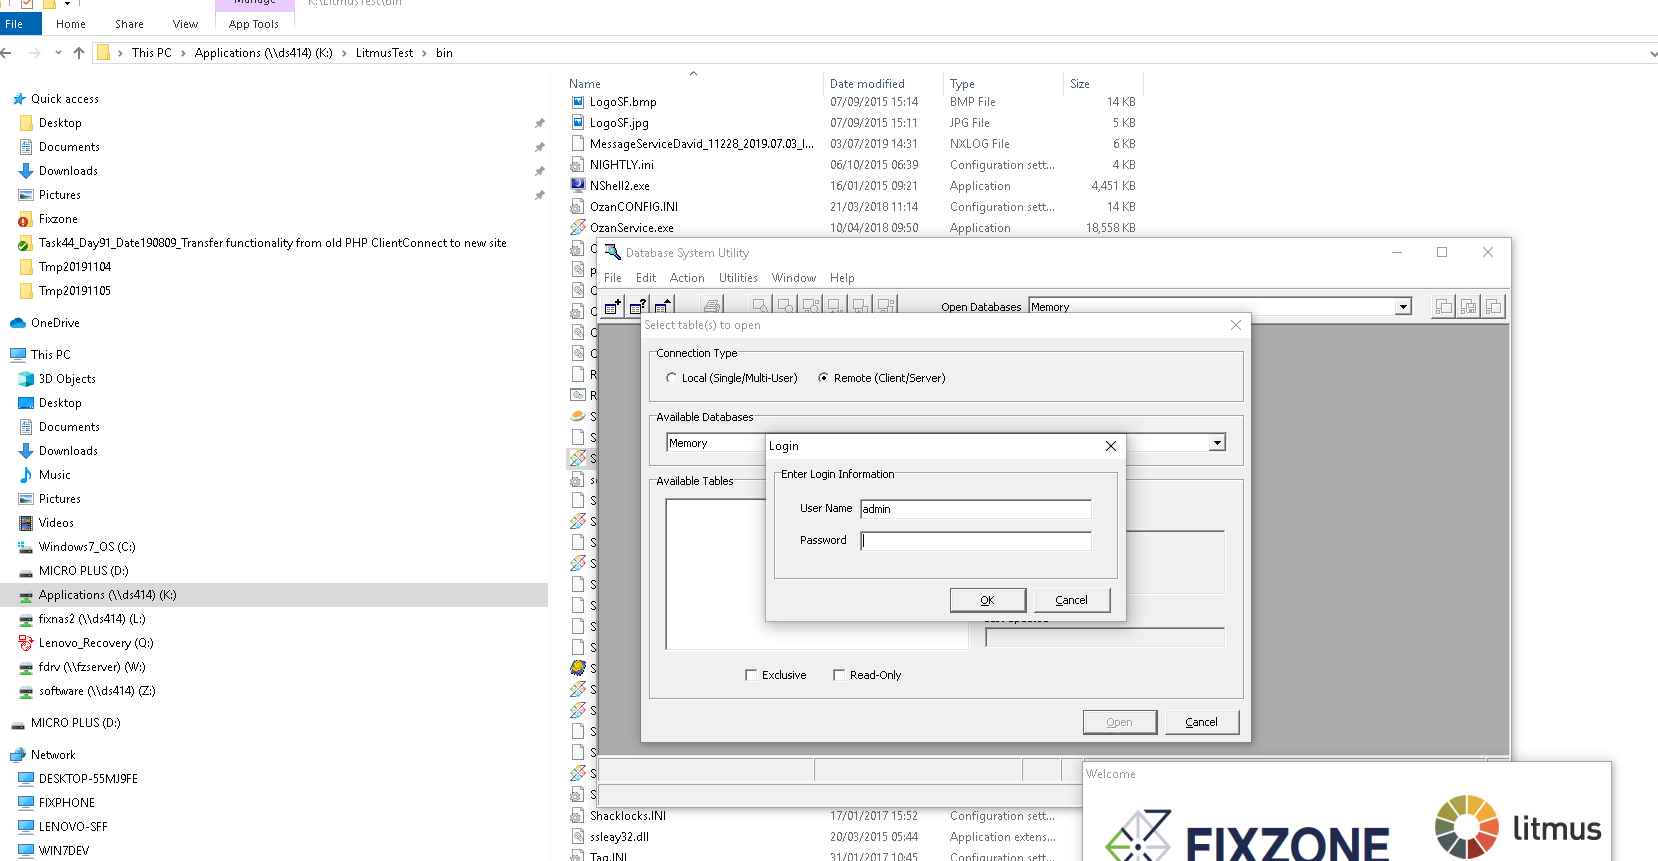 Manage
K:\LitmusTest\bin
File Home Share View App Tools
This PC Applications (\\ds414) (K:) LitmusTest bin
Name Date modified Type Size
Quick access
Desktop
Documents
Downloads
Pictures
Fixzone
Task44_Day91_Date190809_Transfer functionality from old PHP ClientConnect to new site
Tmp20191104
Tmp20191105
OneDrive
This PC
3D Objects
Desktop
Documents
Downloads
Music
Pictures
Videos
Windows7_OS (C:)
MICRO PLUS (D:)
Applications (\\ds414) (K:)
fixnas2 (\\ds414) (L:)
Lenovo_Recovery (Q:)
fdrv (\\fzserver) (W:)
software (\\ds414) (Z:)
MICRO PLUS (D:)
Network
DESKTOP-55MJ9FE
FIXPHONE
LENOVO-SFF
WIN7DEV
LogoSF.bmp 07/09/2015 15:14 BMP File 14 KB
LogoSF.jpg 07/09/2015 15:11 JPG File 5 KB
MessageServiceDavid_11228_2019.07.03_l... 03/07/2019 14:31 NXLOG File 6 KB
NIGHTLY.ini 06/10/2015 06:39 Configuration sett... 4 KB
NShell2.exe 16/01/2015 09:21 Application 4,451 KB
OzanCONFIG.INI 21/03/2018 11:14 Configuration sett... 14 KB
OzanService.exe 10/04/2018 09:50 Application 18,558 KB
Database System Utility
File Edit Action Utilities Window Help
Open Databases Memory
Select table(s) to open
Connection Type
Local (Single/Multi-User) Remote (Client/Server)
Available Databases
Memory
Available Tables
Login
Enter Login Information
User Name admin
Password
OK Cancel
Exclusive Read-Only
Open Cancel
Shacklocks.INI 17/01/2017 15:52 Configuration sett...
ssleay32.dll 20/03/2015 05:44 Application extens...
Tag.INI 31/01/2017 10:45 Configuration sett...
Welcome
FIXZONE
litmus